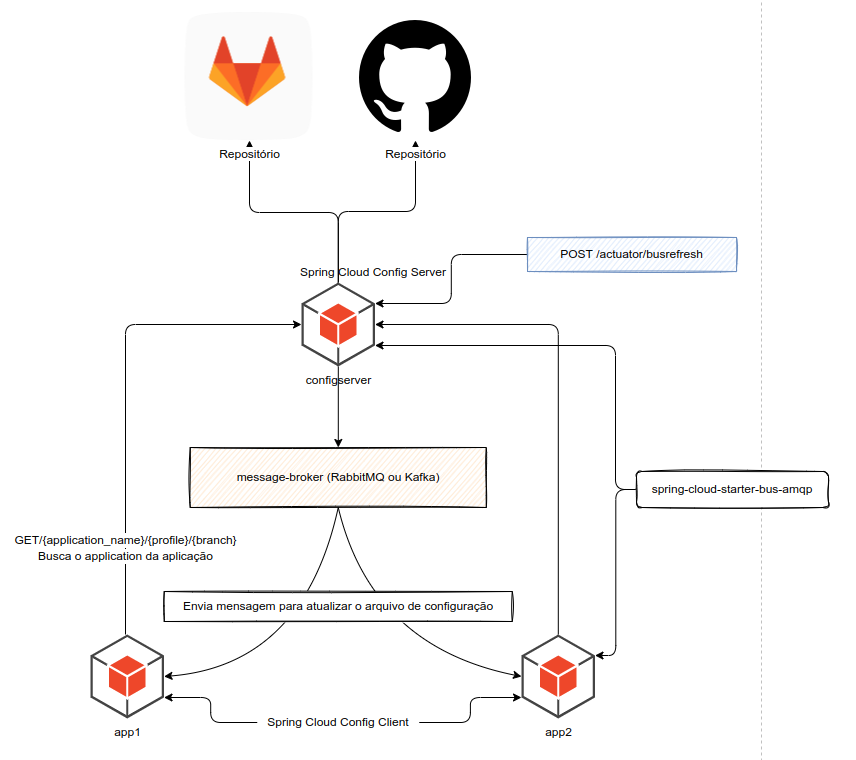 Repositório
Repositório
POST /actuator/busrefresh
Spring Cloud Config Server
configserver
message-broker (RabbitMQ ou Kafka)
spring-cloud-starter-bus-amqp
GET/{application_name}/{profile}/{branch}
Busca o application da aplicação
Envia mensagem para atualizar o arquivo de configuração
Spring Cloud Config Client
app1
app2